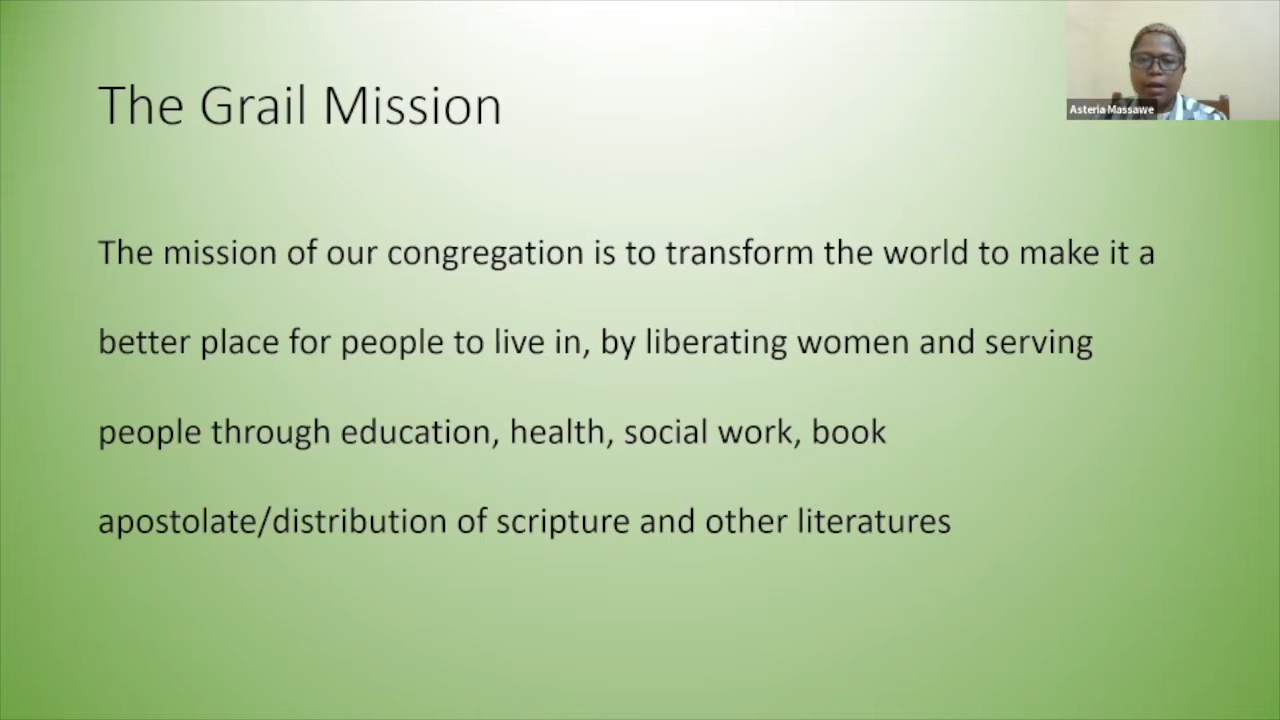 The Grail Mission
Asteria Massawe
The mission of our congregation is to transform the world to make it a
better place for people to live in, by liberating women and serving
people through education, health, social work, book
apostolate/distribution of scripture and other literatures